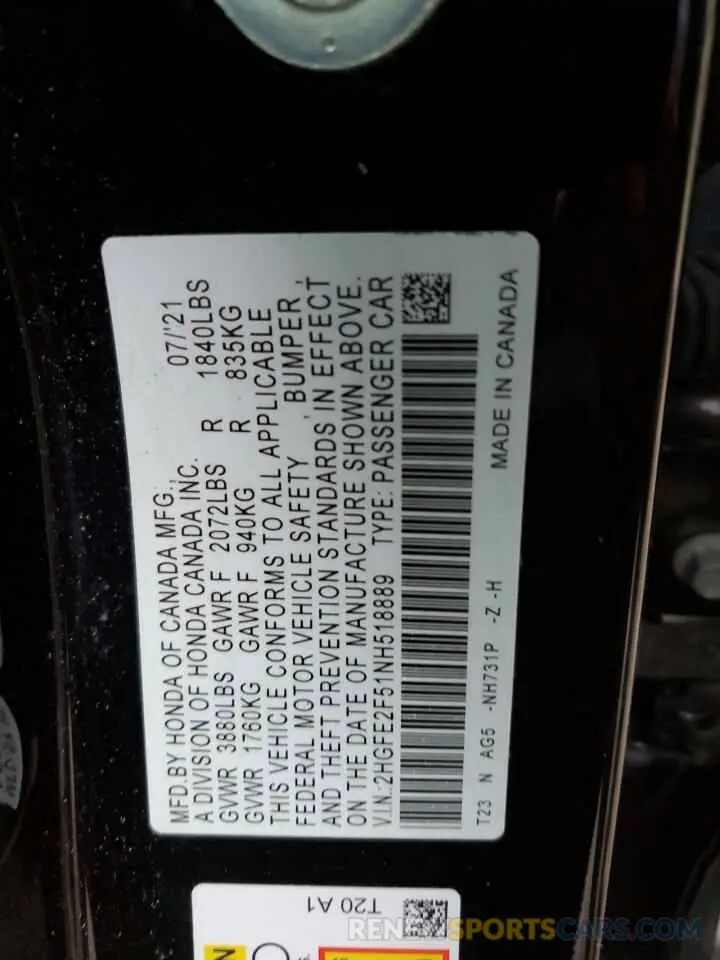 MFD.BY HONDA OF CANADA MFG., 07/'21
A DIVISION OF HONDA CANADA INC.
GVWR 3880LBS GAWR F 2072LBS R 1840LBS
GVWR 1760KG GAWR F 940KG R 835KG
THIS VEHICLE CONFORMS TO ALL APPLICABLE
FEDERAL MOTOR VEHICLE SAFETY , BUMPER ,
AND THEFT PREVENTION STANDARDS IN EFFECT
ON THE DATE OF MANUFACTURE SHOWN ABOVE.
V.I.N.:2HGFE2F51NH518889 TYPE: PASSENGER CAR
MADE IN CANADA
T23 N AG5 -NH731P -Z -H
T20 A1